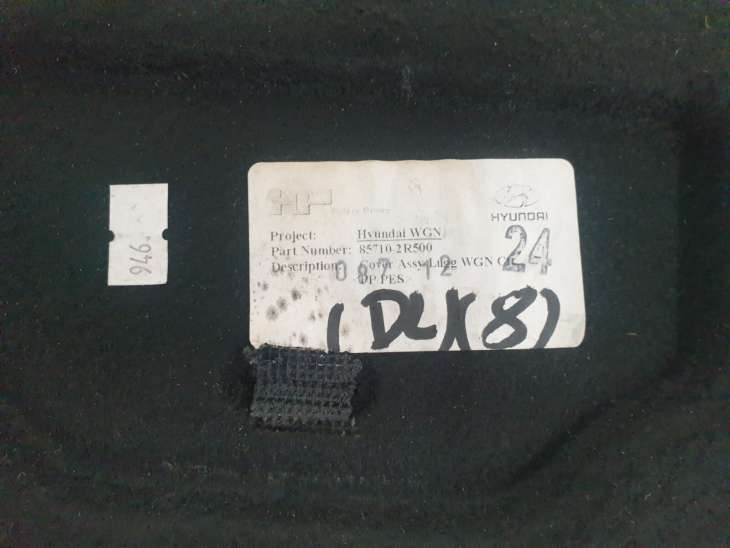 HYUNDAI
Project: Hyundai WGN
Part Number: 85710-2R500
24
Description: Cover Assy Lugg WGN
087 12
PP PES
(DLX8)
946